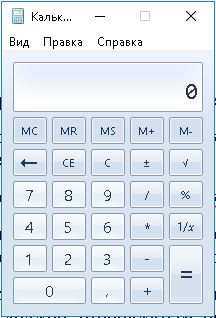 Кальк...
Вид Правка Справка
0
MC MR MS M+ M-
← CE C ± √
7 8 9 / %
4 5 6 * 1/x
1 2 3 - =
0 , +